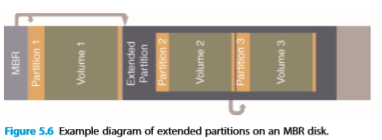 MBR
Partition 1
Volume 1
Extended
Partition
Partition 2
Volume 2
Partition 3
Volume 3
Figure 5.6 Example diagram of extended partitions on an MBR disk.